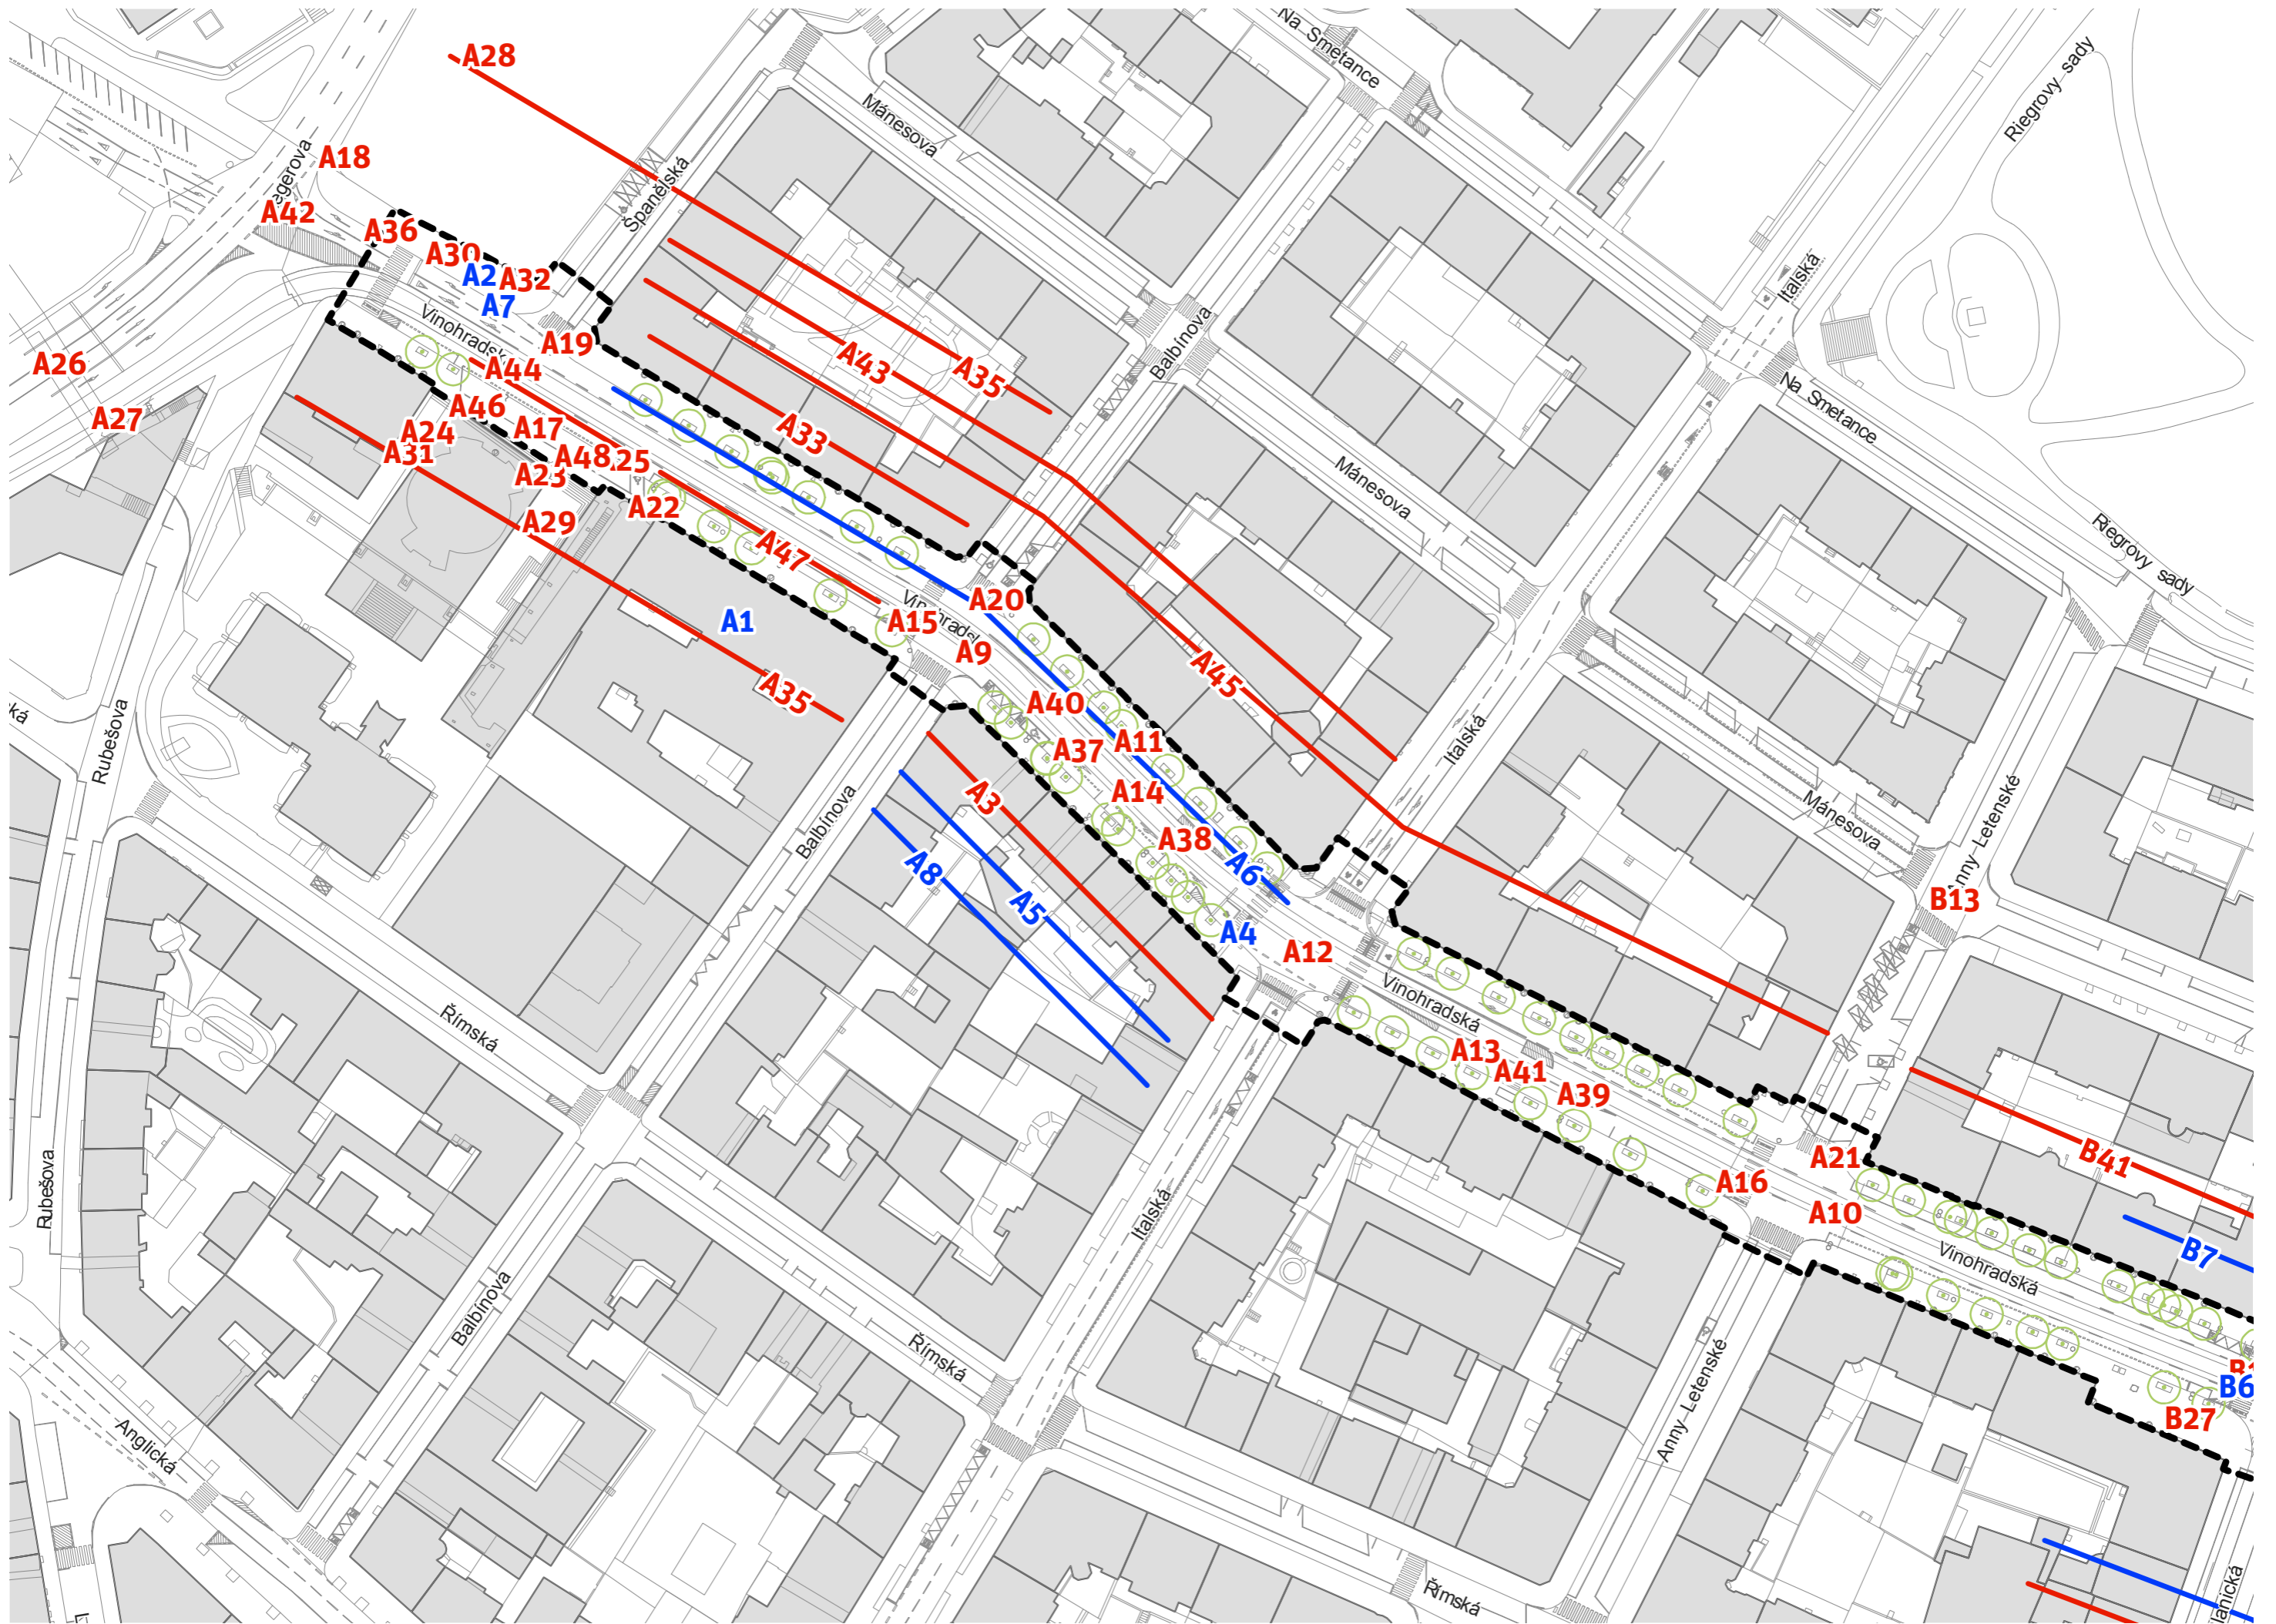 A28
Na Smetance
Riegrovy sady
Mánesova
A18
Španělská
A42
A36
A30
A2
A32
A7
Italská
Vinohradsk
A19
Balbínova
A26
A44
A43
A35
Na Smetance
A27
A46
A24
A17
A33
A31
A48
A25
A23
Mánesova
A22
A29
Riegrovy sady
A47
A20
A1
A15
Vinohradsk
A9
A45
A35
A40
Rubešova
A11
A37
Italská
A14
A3
Balbínova
A38
Mánesova
Anny Letenské
A8
A6
A5
B13
A4
A12
Vinohradská
Římská
A13
A41
A39
A21
B41
Rubešova
A16
Italská
A10
B7
Vinohradská
Balbínova
Římská
B6
Anny Letenské
B27
Anglická
Římská